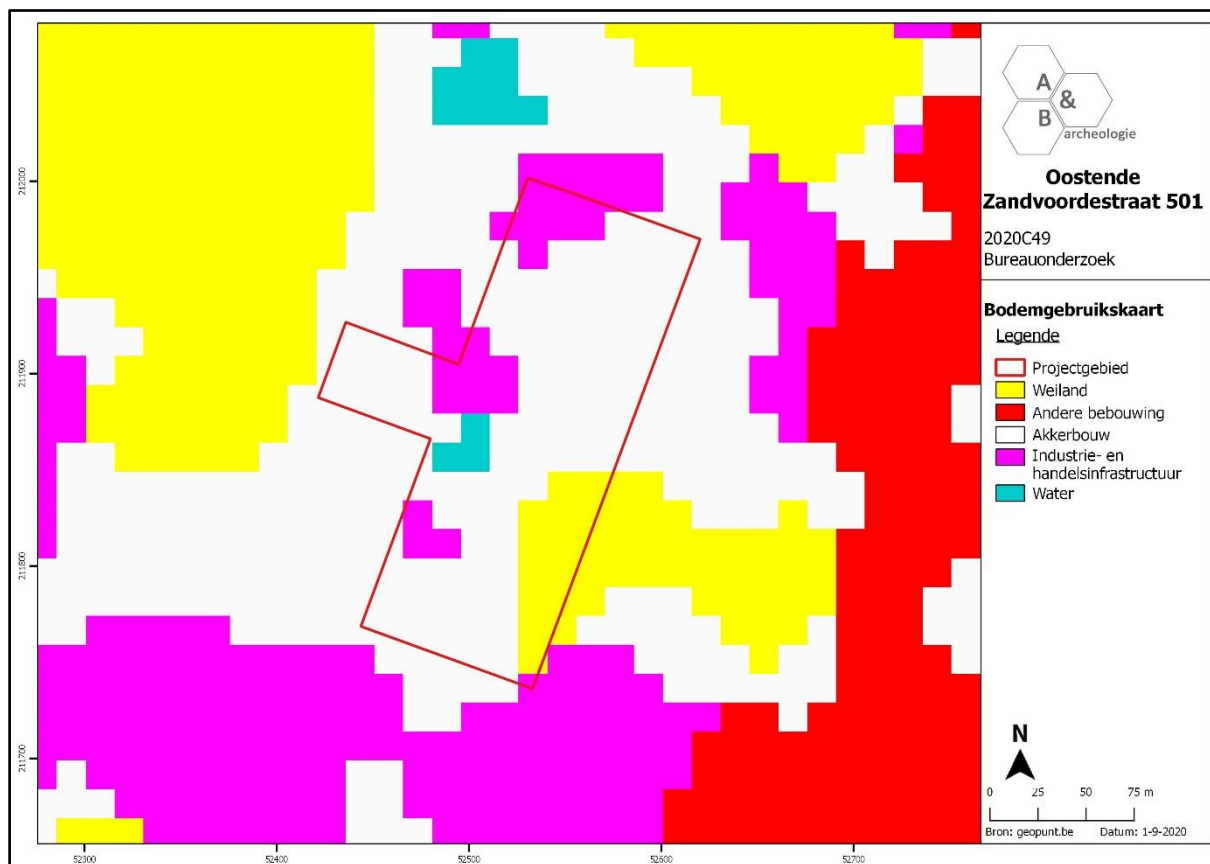 A
&
B
archeologie
Oostende
Zandvoordestraat 501
2020C49
Bureauonderzoek
Bodemgebruikskaart
Legende
Projectgebied
Weiland
Andere bebouwing
Akkerbouw
Industrie- en
handelsinfrastructuur
Water
N
0 25 50 75 m
Bron: geopunt.be Datum: 1-9-2020
212000
211900
211800
211700
52300 52400 52500 52600 52700